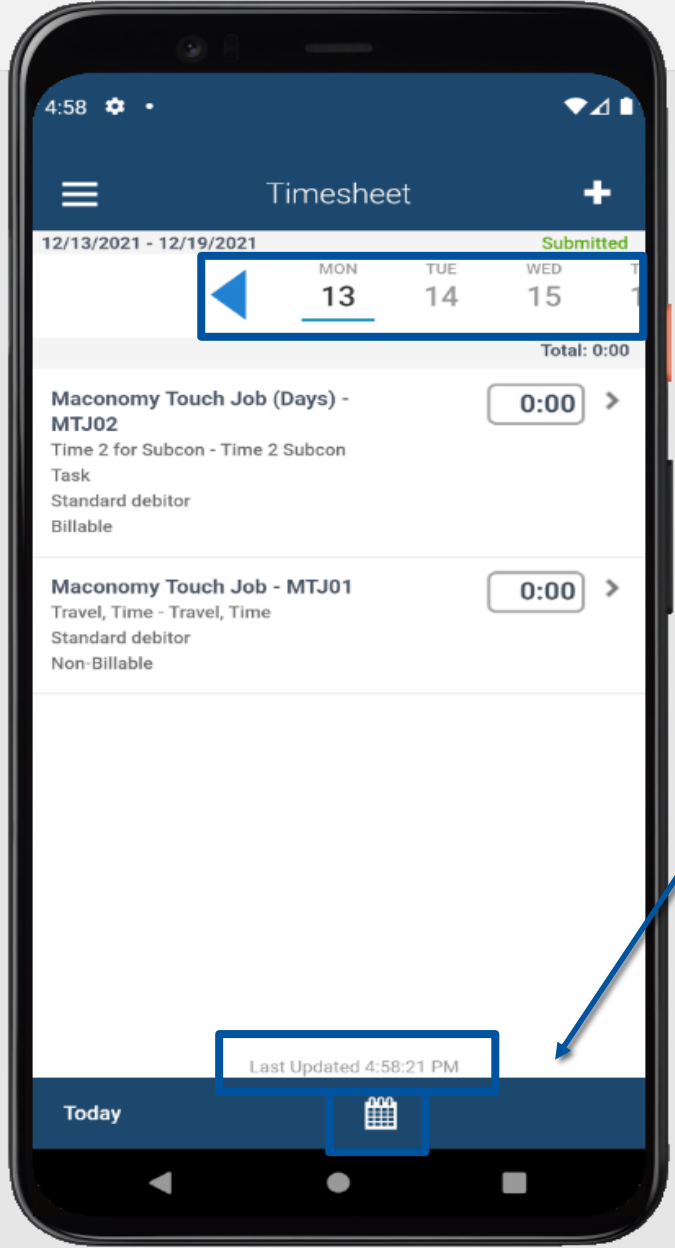 4:58
Timesheet
12/13/2021 - 12/19/2021 Submitted
MON TUE WED T
13 14 15 1
Total: 0:00
Maconomy Touch Job (Days) - 0:00
MTJ02
Time 2 for Subcon - Time 2 Subcon
Task
Standard debitor
Billable
Maconomy Touch Job - MTJ01 0:00
Travel, Time - Travel, Time
Standard debitor
Non-Billable
Last Updated 4:58:21 PM
Today